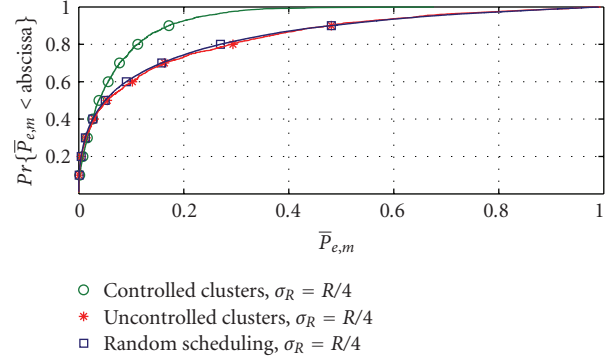 1
0.8
0.6
0.4
0.2
Pr{P̅e,m < abscissa}
0 0.2 0.4 0.6 0.8 1
P̅e,m
Controlled clusters, σR = R/4
Uncontrolled clusters, σR = R/4
Random scheduling, σR = R/4